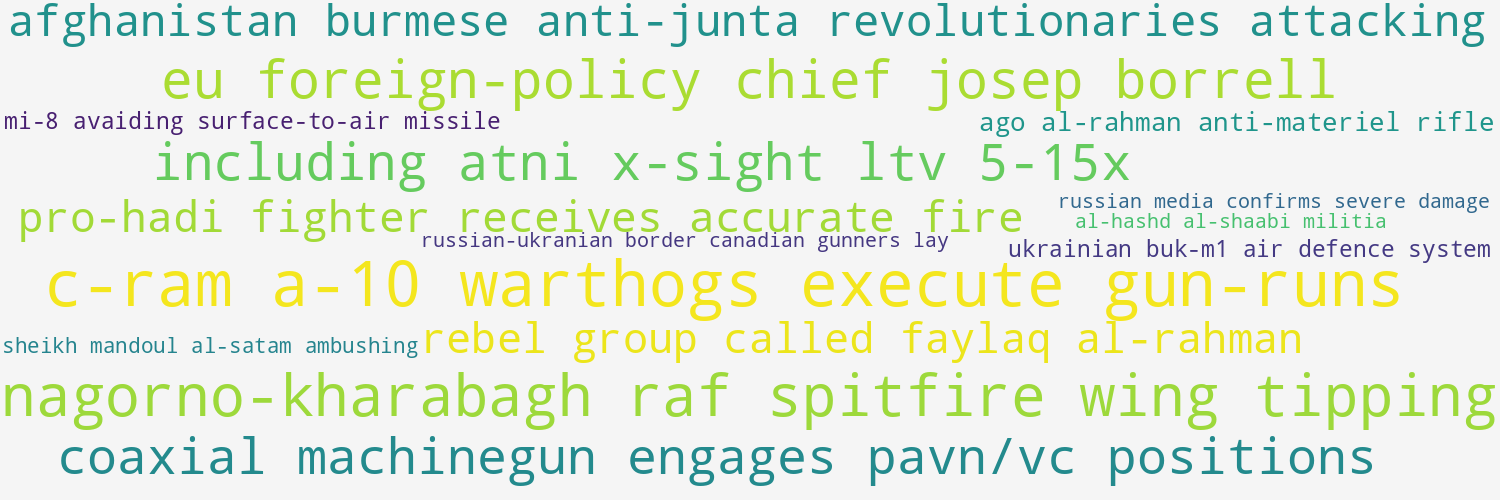 afghanistan burmese anti-junta revolutionaries attacking
eu foreign-policy chief josep borrell
mi-8 avaiding surface-to-air missile
ago al-rahman anti-materiel rifle
including atni x-sight ltv 5-15x
pro-hadi fighter receives accurate fire
russian media confirms severe damage
al-hashd al-shaabi militia
russian-ukranian border canadian gunners lay
ukrainian buk-m1 air defence system
c-ram a-10 warthogs execute gun-runs
sheikh mandoul al-satam ambushing
rebel group called faylaq al-rahman
nagorno-kharabagh raf spitfire wing tipping
coaxial machinegun engages pavn/vc positions